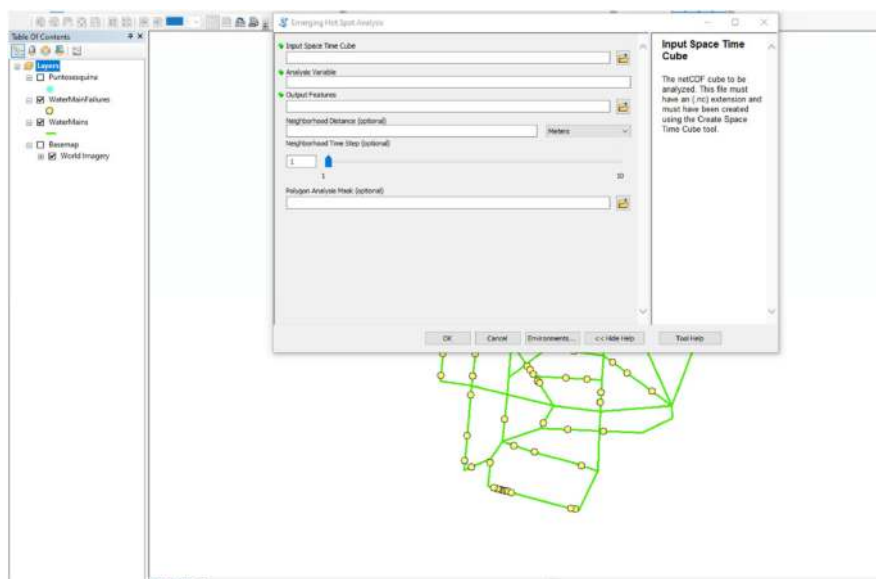 Emerging Hot Spot Analysis
Table Of Contents
Layers
Puntosesquina
WaterMainFailures
WaterMains
Basemap
World Imagery
Input Space Time Cube
Analysis Variable
Output Features
Neighborhood Distance (optional)
Meters
Neighborhood Time Step (optional)
1
1
10
Polygon Analysis Mask (optional)
Input Space Time
Cube
The netCDF cube to be
analyzed. This file must
have an (.nc) extension and
must have been created
using the Create Space
Time Cube tool.
OK
Cancel
Environments...
<< Hide Help
Tool Help